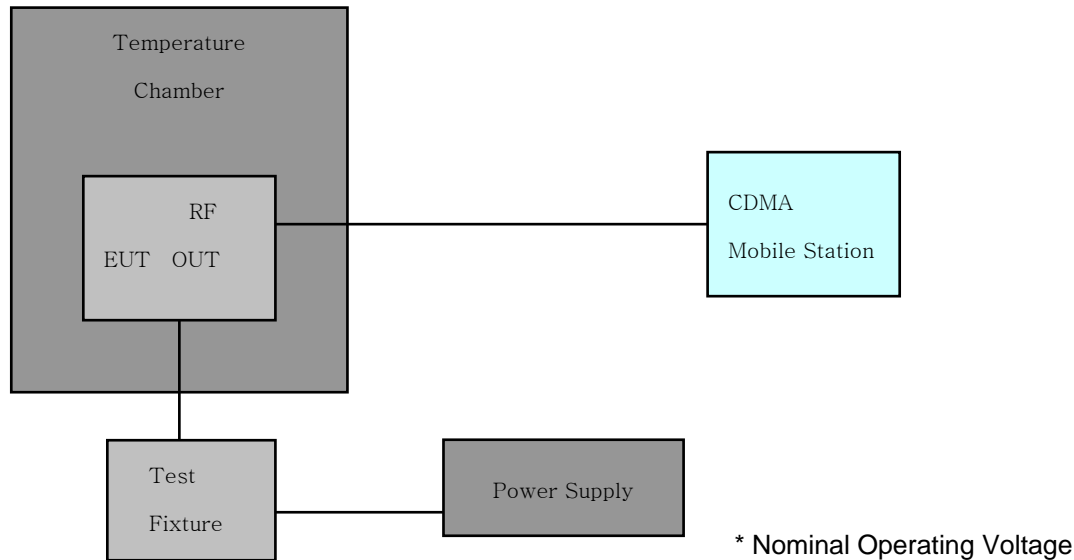 Temperature
Chamber
RF
EUT OUT
CDMA
Mobile Station
Test
Fixture
Power Supply
* Nominal Operating Voltage